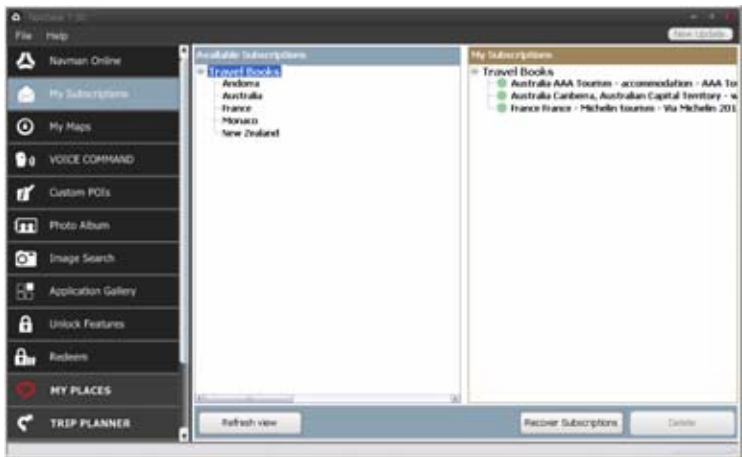 File Help
New Update
Navman Online
My Subscriptions
My Maps
VOICE COMMAND
Custom POIs
Photo Album
Image Search
Application Gallery
Unlock Features
Redeem
MY PLACES
TRIP PLANNER
Available Subscriptions
Travel Books
Andorra
Australia
France
Monaco
New Zealand
Refresh view
My Subscriptions
Travel Books
Australia AAA Tourism - accommodation - AAA To
Australia Canberra, Australian Capital Territory - w
France France - Michelin tourism - Via Michelin 201
Recover Subscriptions
Delete